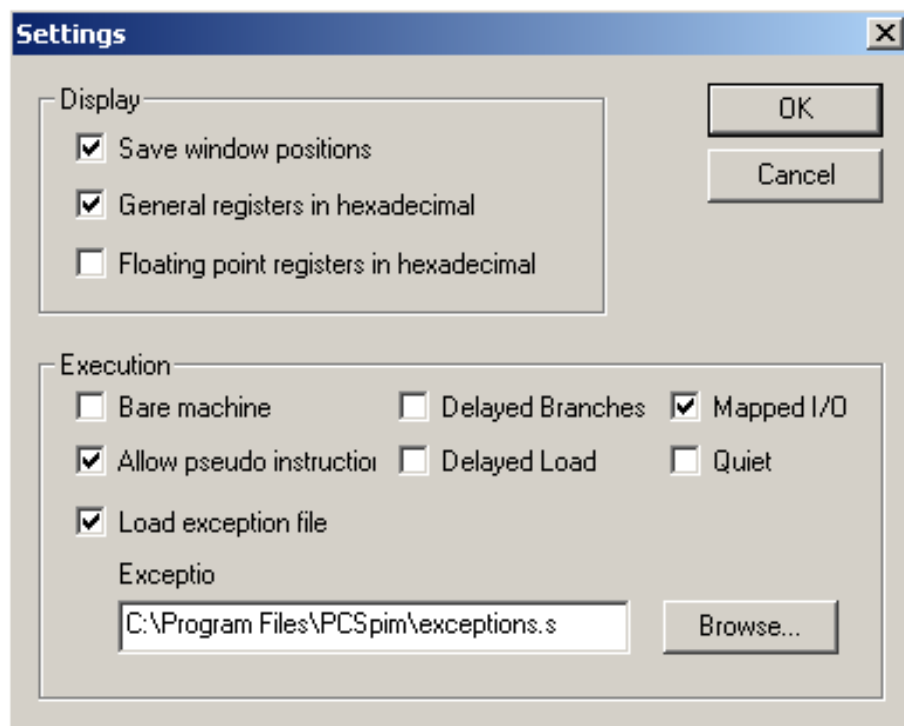 Settings
Display
OK
Save window positions
Cancel
General registers in hexadecimal
Floating point registers in hexadecimal
Execution
Bare machine Delayed Branches Mapped I/O
Allow pseudo instructio Delayed Load Quiet
Load exception file
Exceptio
C:\Program Files\PCSpim\exceptions.s Browse...